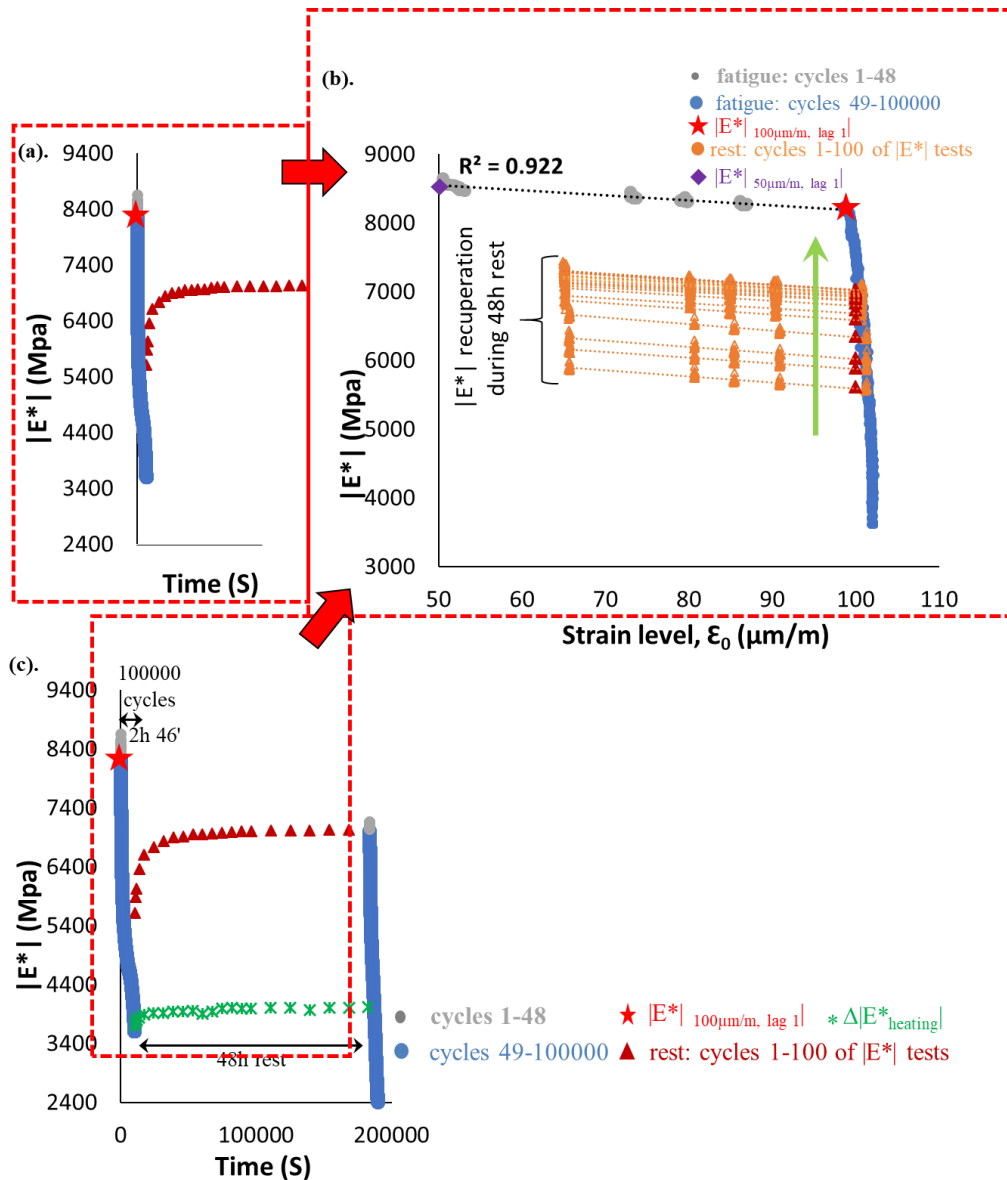 (a).
9400
8400
7400
6400
5400
4400
3400
2400
|E*| (Mpa)
Time (S)
(b).
fatigue: cycles 1-48
fatigue: cycles 49-100000
|E*| 100μm/m, lag 1|
rest: cycles 1-100 of |E*| tests
|E*| 50μm/m, lag 1|
R² = 0.922
9000
8000
7000
6000
5000
4000
3000
|E*| (Mpa)
|E*| recuperation
during 48h rest
50 60 70 80 90 100 110
Strain level, Ɛ0 (μm/m)
(c).
100000
cycles
2h 46'
9400
8400
7400
6400
5400
4400
3400
2400
|E*| (Mpa)
48h rest
0 100000 200000
Time (S)
cycles 1-48
|E*| 100μm/m, lag 1|
* Δ|E*heating|
cycles 49-100000
rest: cycles 1-100 of |E*| tests